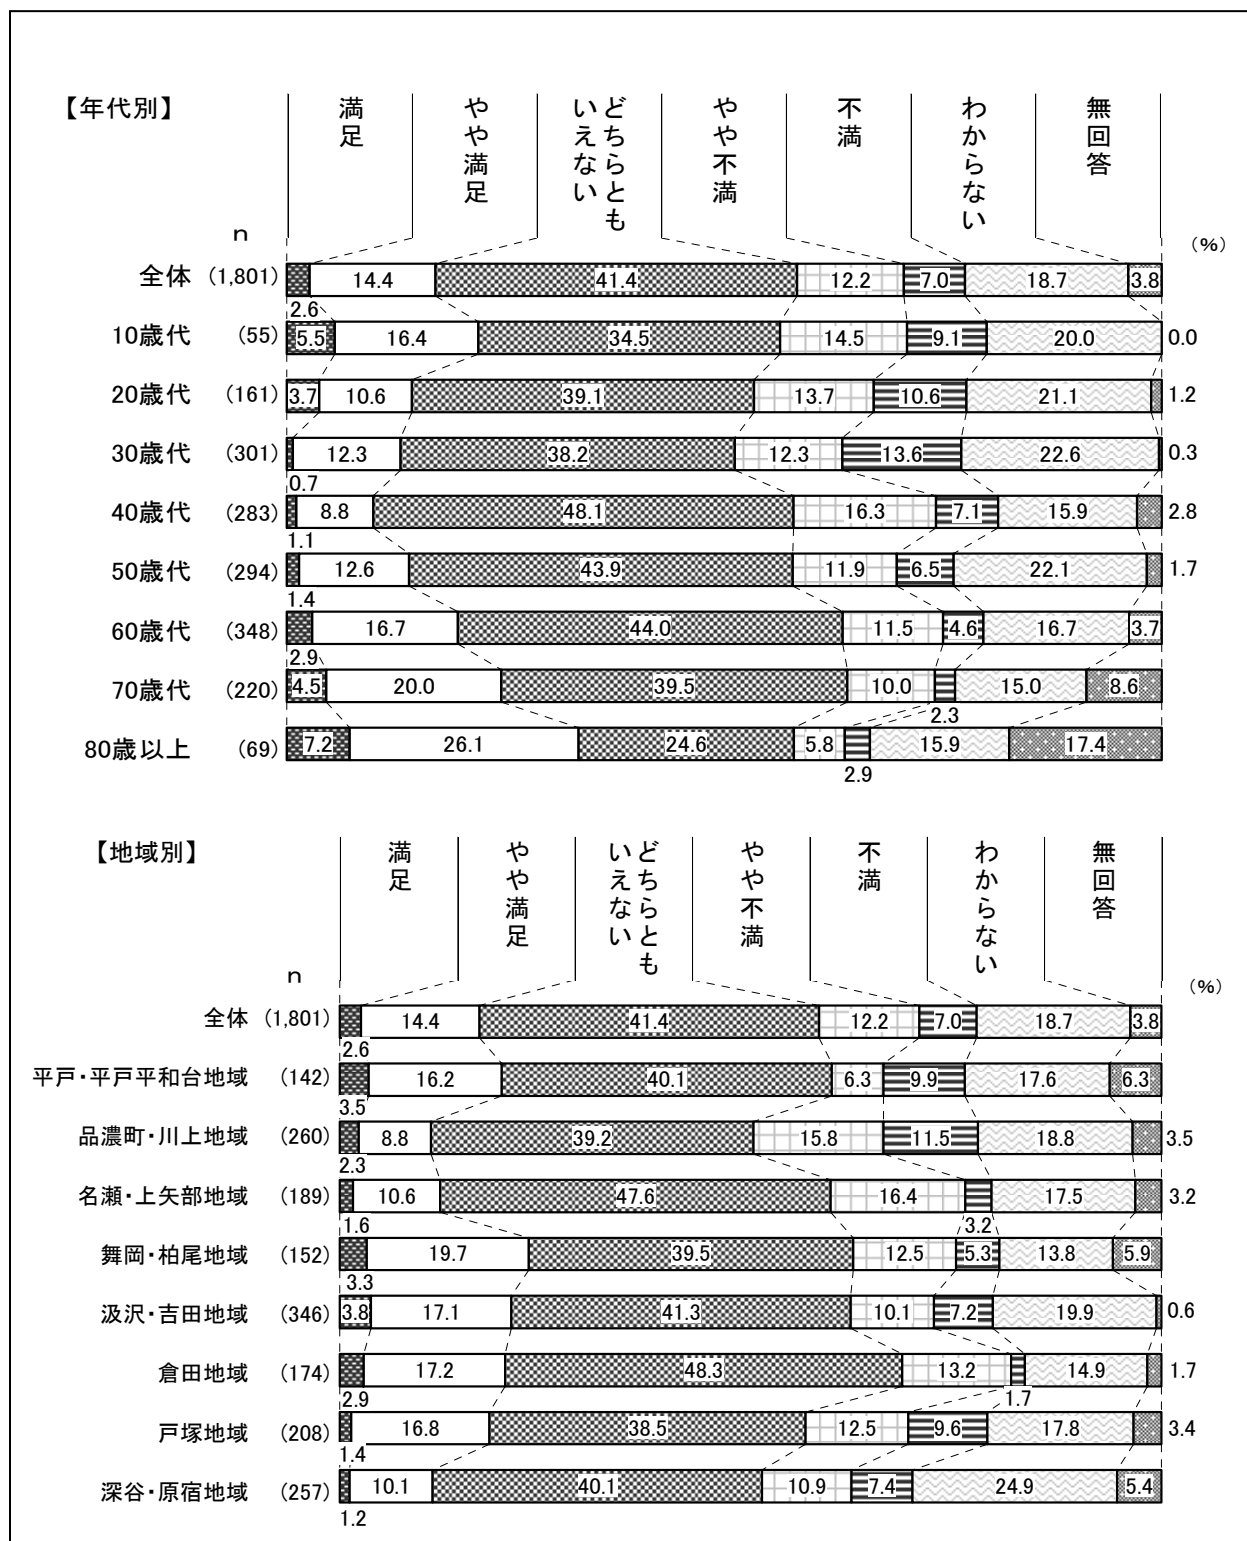 【年代別】
満足
やや満足
どちらとも
いえない
やや不満
不満
わからない
無回答
n
(%)
全体 (1,801) 14.4 41.4 12.2 7.0 18.7 3.8
2.6
10歳代 (55) 5.5 16.4 34.5 14.5 9.1 20.0 0.0
20歳代 (161) 3.7 10.6 39.1 13.7 10.6 21.1 1.2
30歳代 (301) 12.3 38.2 12.3 13.6 22.6 0.3
0.7
40歳代 (283) 8.8 48.1 16.3 7.1 15.9 2.8
1.1
50歳代 (294) 12.6 43.9 11.9 6.5 22.1 1.7
1.4
60歳代 (348) 16.7 44.0 11.5 4.6 16.7 3.7
2.9
70歳代 (220) 4.5 20.0 39.5 10.0 15.0 8.6
2.3
80歳以上 (69) 7.2 26.1 24.6 5.8 15.9 17.4
2.9
【地域別】
満足
やや満足
どちらとも
いえない
やや不満
不満
わからない
無回答
n
(%)
全体 (1,801) 14.4 41.4 12.2 7.0 18.7 3.8
2.6
平戸・平戸平和台地域 (142) 16.2 40.1 6.3 9.9 17.6 6.3
3.5
品濃町・川上地域 (260) 8.8 39.2 15.8 11.5 18.8 3.5
2.3
名瀬・上矢部地域 (189) 10.6 47.6 16.4 17.5 3.2
1.6 3.2
舞岡・柏尾地域 (152) 19.7 39.5 12.5 5.3 13.8 5.9
3.3
汲沢・吉田地域 (346) 3.8 17.1 41.3 10.1 7.2 19.9 0.6
倉田地域 (174) 17.2 48.3 13.2 14.9 1.7
2.9 1.7
戸塚地域 (208) 16.8 38.5 12.5 9.6 17.8 3.4
1.4
深谷・原宿地域 (257) 10.1 40.1 10.9 7.4 24.9 5.4
1.2